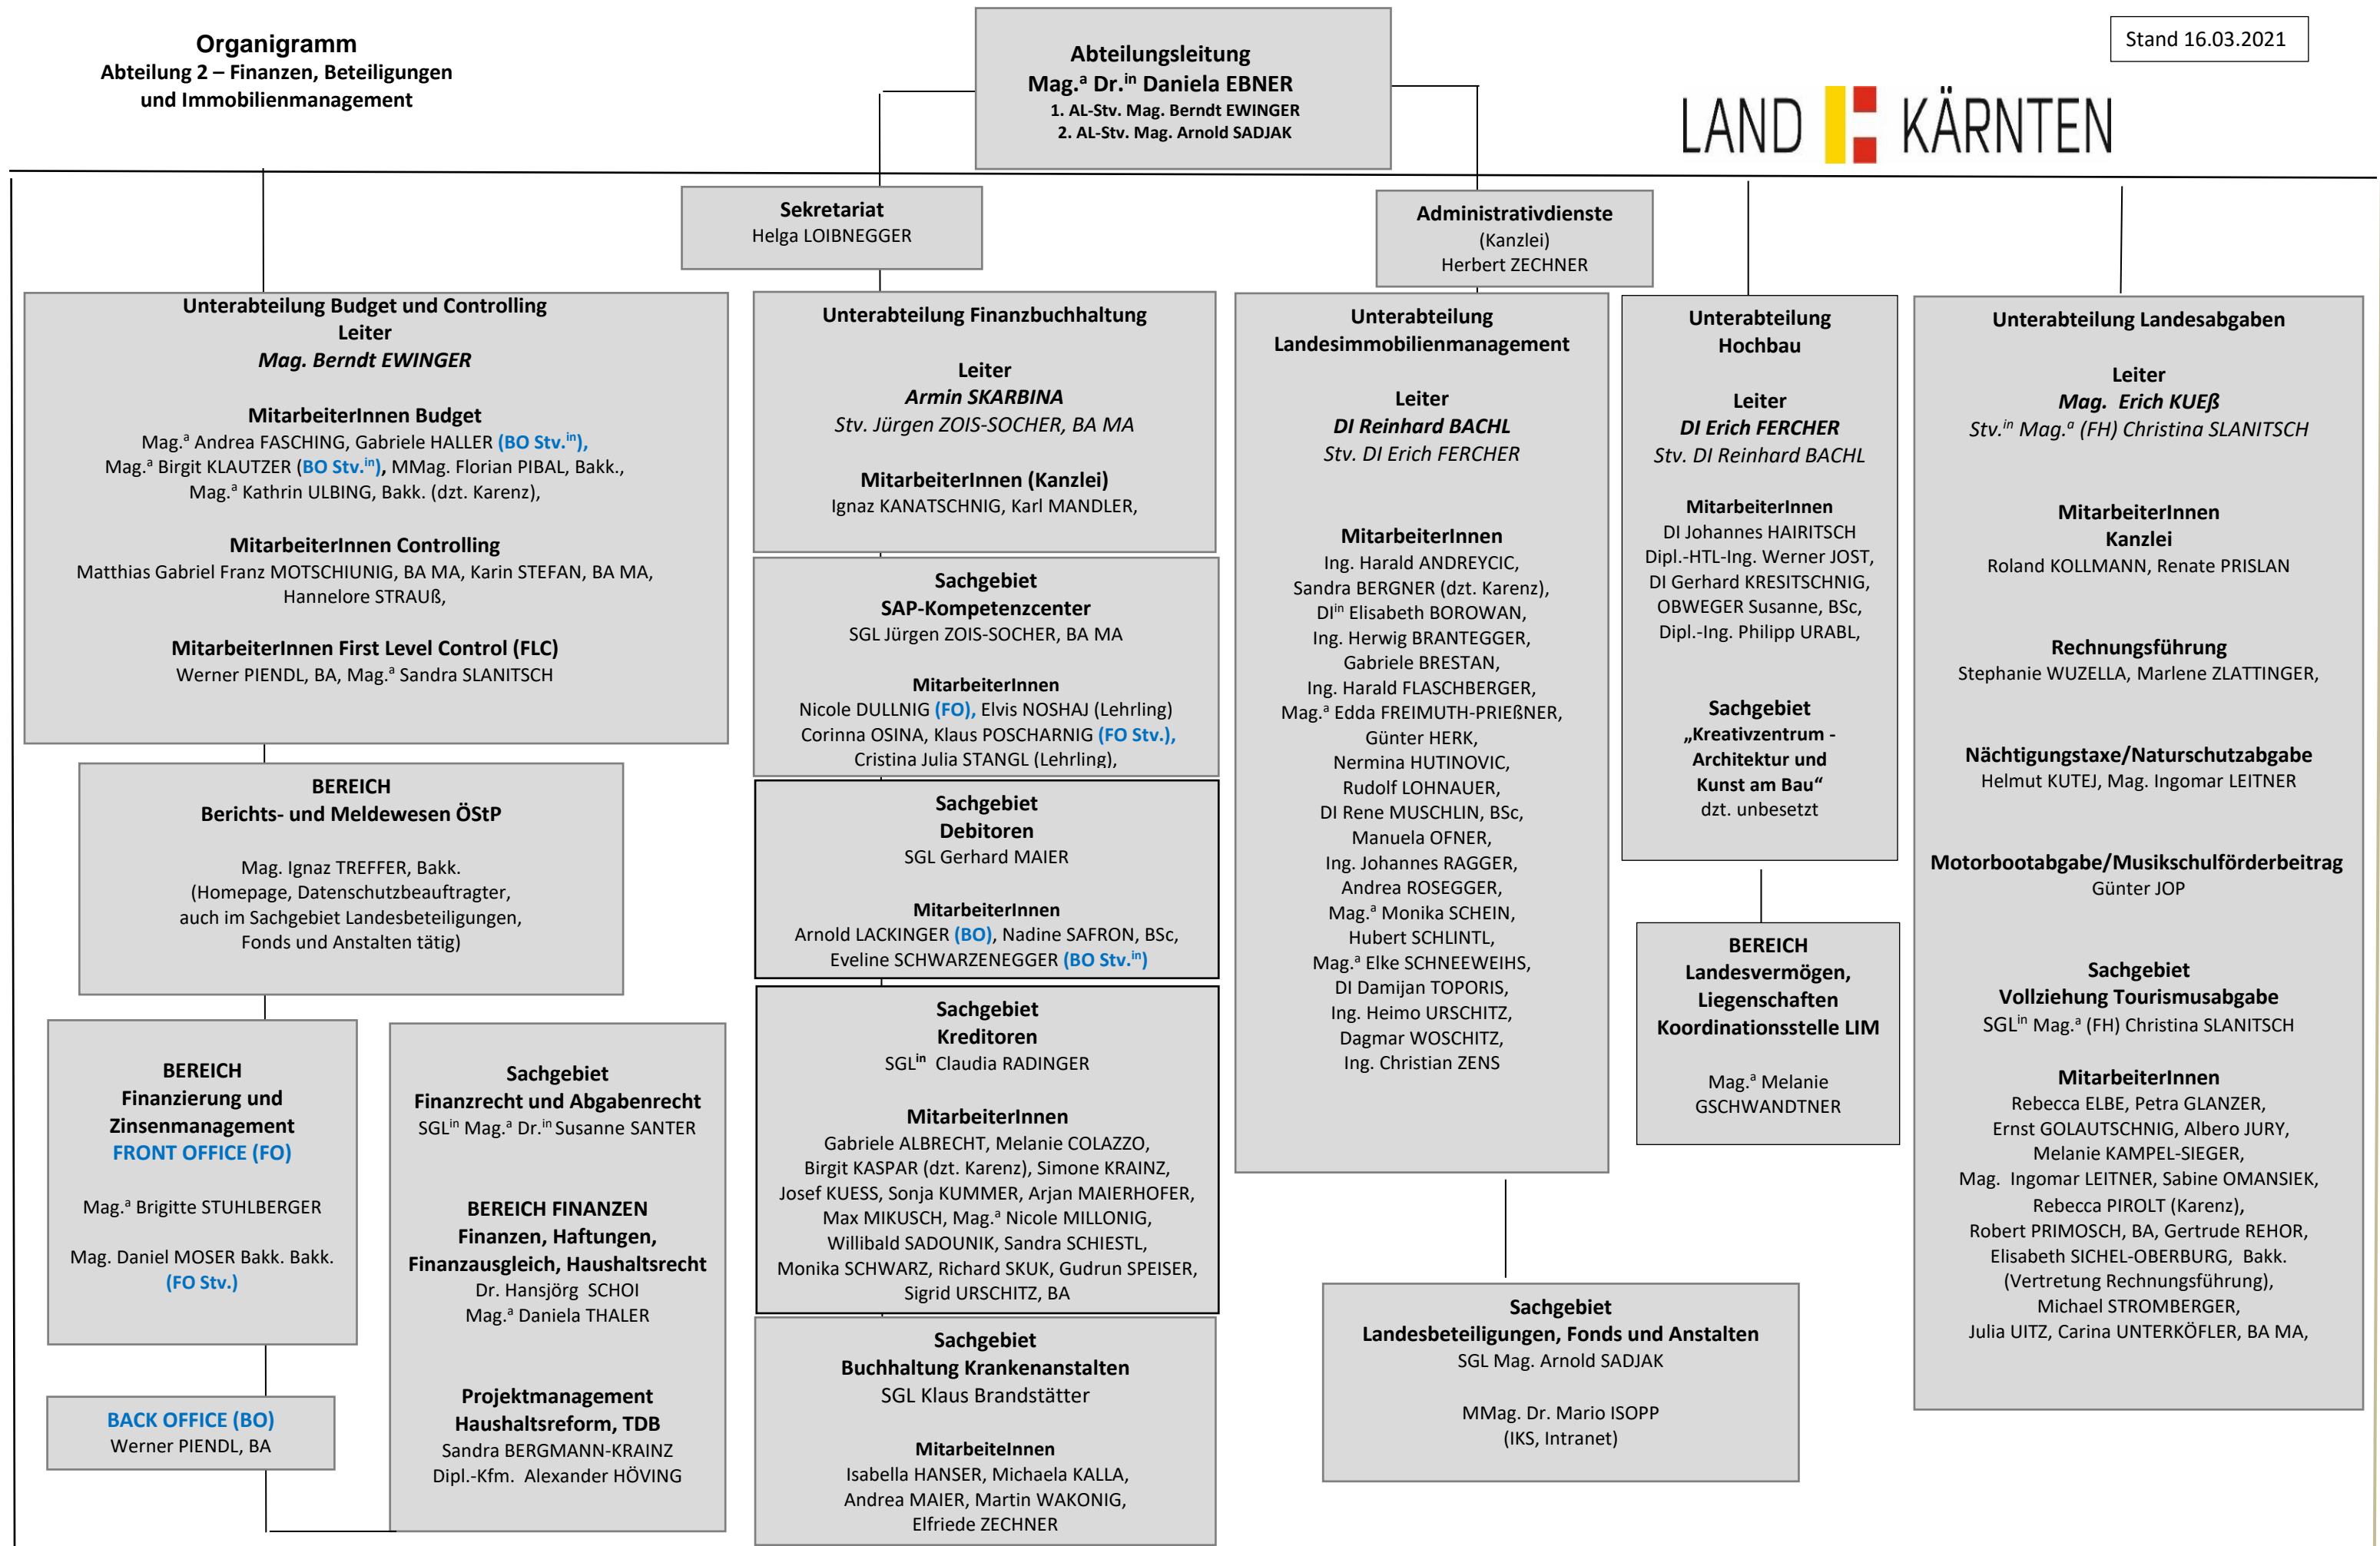 Organigramm
Abteilung 2 – Finanzen, Beteiligungen
und Immobilienmanagement
Abteilungsleitung
Mag.ª Dr.in Daniela EBNER
1. AL-Stv. Mag. Berndt EWINGER
2. AL-Stv. Mag. Arnold SADJAK
Stand 16.03.2021
LAND KÄRNTEN
Sekretariat
Helga LOIBNEGGER
Administrativdienste
(Kanzlei)
Herbert ZECHNER
Unterabteilung Budget und Controlling
Leiter
Mag. Berndt EWINGER
MitarbeiterInnen Budget
Mag.ª Andrea FASCHING, Gabriele HALLER (BO Stv.in),
Mag.ª Birgit KLAUTZER (BO Stv.in), MMag. Florian PIBAL, Bakk.,
Mag.ª Kathrin ULBING, Bakk. (dzt. Karenz),
MitarbeiterInnen Controlling
Matthias Gabriel Franz MOTSCHIUNIG, BA MA, Karin STEFAN, BA MA,
Hannelore STRAUß,
MitarbeiterInnen First Level Control (FLC)
Werner PIENDL, BA, Mag.ª Sandra SLANITSCH
BEREICH
Berichts- und Meldewesen ÖStP
Mag. Ignaz TREFFER, Bakk.
(Homepage, Datenschutzbeauftragter,
auch im Sachgebiet Landesbeteiligungen,
Fonds und Anstalten tätig)
BEREICH
Finanzierung und
Zinsenmanagement
FRONT OFFICE (FO)
Mag.ª Brigitte STUHLBERGER
Mag. Daniel MOSER Bakk. Bakk.
(FO Stv.)
BACK OFFICE (BO)
Werner PIENDL, BA
Sachgebiet
Finanzrecht und Abgabenrecht
SGLin Mag.ª Dr.in Susanne SANTER
BEREICH FINANZEN
Finanzen, Haftungen,
Finanzausgleich, Haushaltsrecht
Dr. Hansjörg SCHOI
Mag.ª Daniela THALER
Projektmanagement
Haushaltsreform, TDB
Sandra BERGMANN-KRAINZ
Dipl.-Kfm. Alexander HÖVING
Unterabteilung Finanzbuchhaltung
Leiter
Armin SKARBINA
Stv. Jürgen ZOIS-SOCHER, BA MA
MitarbeiterInnen (Kanzlei)
Ignaz KANATSCHNIG, Karl MANDLER,
Sachgebiet
SAP-Kompetenzcenter
SGL Jürgen ZOIS-SOCHER, BA MA
MitarbeiterInnen
Nicole DULLNIG (FO), Elvis NOSHAJ (Lehrling)
Corinna OSINA, Klaus POSCHARNIG (FO Stv.),
Cristina Julia STANGL (Lehrling),
Sachgebiet
Debitoren
SGL Gerhard MAIER
MitarbeiterInnen
Arnold LACKINGER (BO), Nadine SAFRON, BSc,
Eveline SCHWARZENEGGER (BO Stv.in)
Sachgebiet
Kreditoren
SGLin Claudia RADINGER
MitarbeiterInnen
Gabriele ALBRECHT, Melanie COLAZZO,
Birgit KASPAR (dzt. Karenz), Simone KRAINZ,
Josef KUESS, Sonja KUMMER, Arjan MAIERHOFER,
Max MIKUSCH, Mag.ª Nicole MILLONIG,
Willibald SADOUNIK, Sandra SCHIESTL,
Monika SCHWARZ, Richard SKUK, Gudrun SPEISER,
Sigrid URSCHITZ, BA
Sachgebiet
Buchhaltung Krankenanstalten
SGL Klaus Brandstätter
MitarbeiteInnen
Isabella HANSER, Michaela KALLA,
Andrea MAIER, Martin WAKONIG,
Elfriede ZECHNER
Unterabteilung
Landesimmobilienmanagement
Leiter
DI Reinhard BACHL
Stv. DI Erich FERCHER
MitarbeiterInnen
Ing. Harald ANDREYCIC,
Sandra BERGNER (dzt. Karenz),
DIin Elisabeth BOROWAN,
Ing. Herwig BRANTEGGER,
Gabriele BRESTAN,
Ing. Harald FLASCHBERGER,
Mag.ª Edda FREIMUTH-PRIEßNER,
Günter HERK,
Nermina HUTINOVIC,
Rudolf LOHNAUER,
DI Rene MUSCHLIN, BSc,
Manuela OFNER,
Ing. Johannes RAGGER,
Andrea ROSEGGER,
Mag.ª Monika SCHEIN,
Hubert SCHLINTL,
Mag.ª Elke SCHNEEWEIHS,
DI Damijan TOPORIS,
Ing. Heimo URSCHITZ,
Dagmar WOSCHITZ,
Ing. Christian ZENS
Unterabteilung
Hochbau
Leiter
DI Erich FERCHER
Stv. DI Reinhard BACHL
MitarbeiterInnen
DI Johannes HAIRITSCH
Dipl.-HTL-Ing. Werner JOST,
DI Gerhard KRESITSCHNIG,
OBWEGER Susanne, BSc,
Dipl.-Ing. Philipp URABL,
Sachgebiet
„Kreativzentrum -
Architektur und
Kunst am Bau“
dzt. unbesetzt
BEREICH
Landesvermögen,
Liegenschaften
Koordinationsstelle LIM
Mag.ª Melanie
GSCHWANDTNER
Sachgebiet
Landesbeteiligungen, Fonds und Anstalten
SGL Mag. Arnold SADJAK
MMag. Dr. Mario ISOPP
(IKS, Intranet)
Unterabteilung Landesabgaben
Leiter
Mag. Erich KUEß
Stv.in Mag.ª (FH) Christina SLANITSCH
MitarbeiterInnen
Kanzlei
Roland KOLLMANN, Renate PRISLAN
Rechnungsführung
Stephanie WUZELLA, Marlene ZLATTINGER,
Nächtigungstaxe/Naturschutzabgabe
Helmut KUTEJ, Mag. Ingomar LEITNER
Motorbootabgabe/Musikschulförderbeitrag
Günter JOP
Sachgebiet
Vollziehung Tourismusabgabe
SGLin Mag.ª (FH) Christina SLANITSCH
MitarbeiterInnen
Rebecca ELBE, Petra GLANZER,
Ernst GOLAUTSCHNIG, Albero JURY,
Melanie KAMPEL-SIEGER,
Mag. Ingomar LEITNER, Sabine OMANSIEK,
Rebecca PIROLT (Karenz),
Robert PRIMOSCH, BA, Gertrude REHOR,
Elisabeth SICHEL-OBERBURG, Bakk.
(Vertretung Rechnungsführung),
Michael STROMBERGER,
Julia UITZ, Carina UNTERKÖFLER, BA MA,